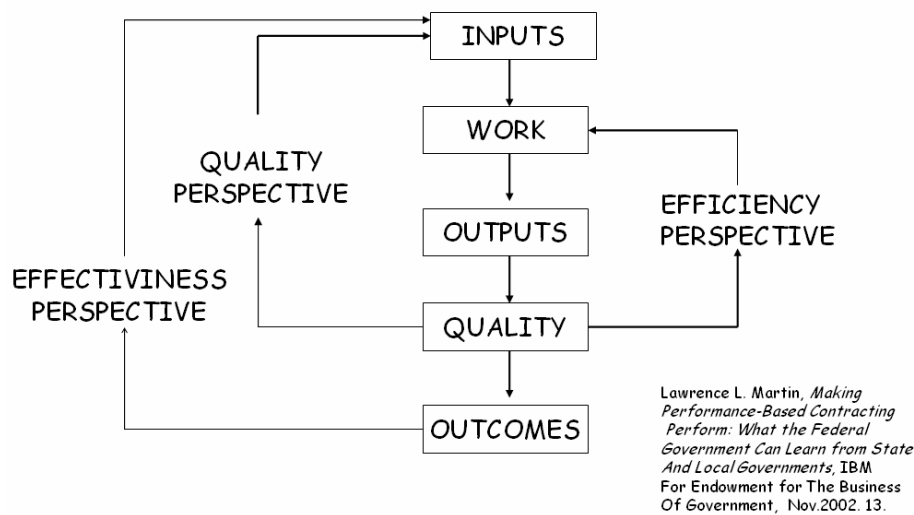 INPUTS
WORK
QUALITY
PERSPECTIVE
EFFICIENCY
PERSPECTIVE
OUTPUTS
EFFECTIVINESS
PERSPECTIVE
QUALITY
OUTCOMES
Lawrence L. Martin, Making
Performance-Based Contracting
Perform: What the Federal
Government Can Learn from State
And Local Governments, IBM
For Endowment for The Business
Of Government, Nov.2002. 13.